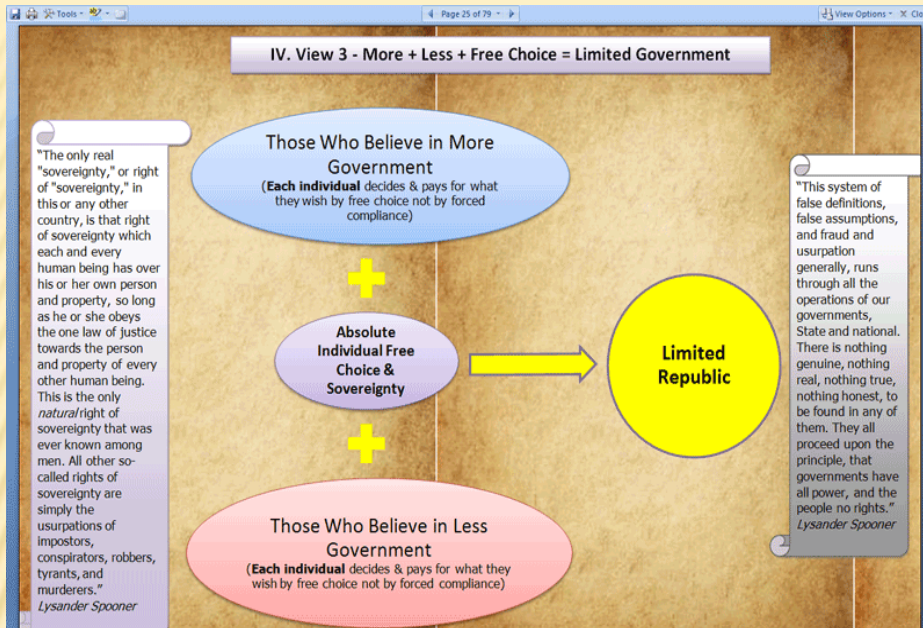 Tools
Page 25 of 79
View Options
X Clo
IV. View 3 - More + Less + Free Choice = Limited Government
"The only real
"sovereignty," or right
of "sovereignty," in
this or any other
country, is that right
of sovereignty which
each and every
human being has over
his or her own person
and property, so long
as he or she obeys
the one law of justice
towards the person
and property of every
other human being.
This is the only
natural right of
sovereignty that was
ever known among
men. All other so-
called rights of
sovereignty are
simply the
usurpations of
impostors,
conspirators, robbers,
tyrants, and
murderers."
Lysander Spooner
Those Who Believe in More
Government
(Each individual decides & pays for what
they wish by free choice not by forced
compliance)
Absolute
Individual Free
Choice &
Sovereignty
Those Who Believe in Less
Government
(Each individual decides & pays for what they
wish by free choice not by forced compliance)
Limited
Republic
"This system of
false definitions,
false assumptions,
and fraud and
usurpation
generally, runs
through all the
operations of our
governments,
State and national.
There is nothing
genuine, nothing
real, nothing true,
nothing honest, to
be found in any of
them. They all
proceed upon the
principle, that
governments have
all power, and the
people no rights."
Lysander Spooner